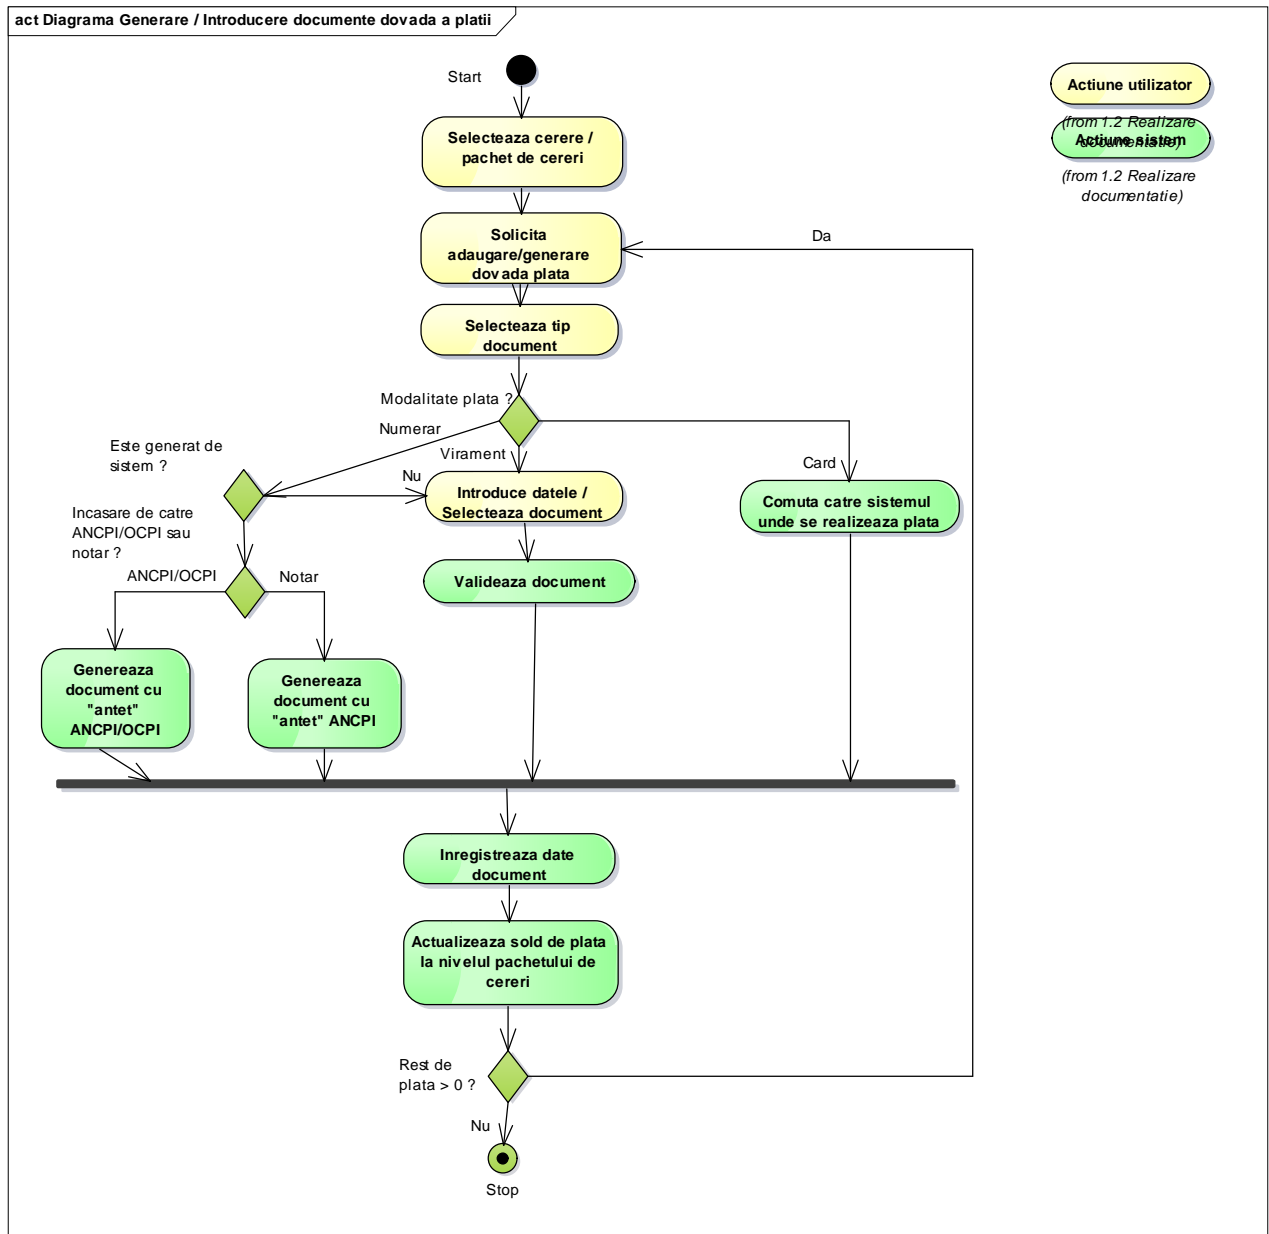 act Diagrama Generare / Introducere documente dovada a platii
Start
Actiune utilizator
(from 1.2 Realizare
documentatie)
Actiune sistem
(from 1.2 Realizare
documentatie)
Selecteaza cerere /
pachet de cereri
Solicita
adaugare/generare
dovada plata
Da
Selecteaza tip
document
Modalitate plata ?
Numerar
Virament
Card
Este generat de
sistem ?
Nu
Introduce datele /
Selecteaza document
Comuta catre sistemul
unde se realizeaza plata
Incasare de catre
ANCPI/OCPI sau
notar ?
ANCPI/OCPI
Notar
Valideaza document
Genereaza
document cu
"antet"
ANCPI/OCPI
Genereaza
document cu
"antet" ANCPI
Inregistreaza date
document
Actualizeaza sold de plata
la nivelul pachetului de
cereri
Rest de
plata > 0 ?
Nu
Stop